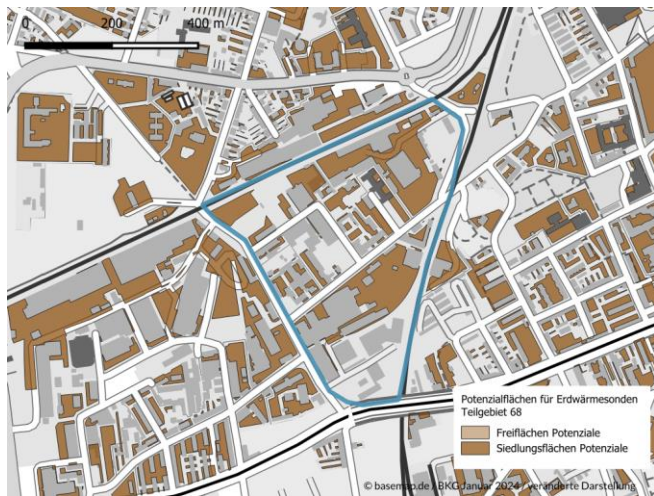 0 200 400 m
Potenzialflächen für Erdwärmesonden
Teilgebiet 68
Freiflächen Potenziale
Siedlungsflächen Potenziale
© basemap.de / BKG Januar 2024 / veränderte Darstellung